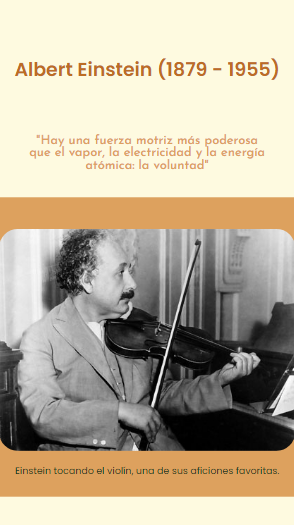 Albert Einstein (1879 - 1955)
"Hay una fuerza motriz más poderosa
que el vapor, la electricidad y la energía
atómica: la voluntad"
Einstein tocando el violín, una de sus aficiones favoritas.